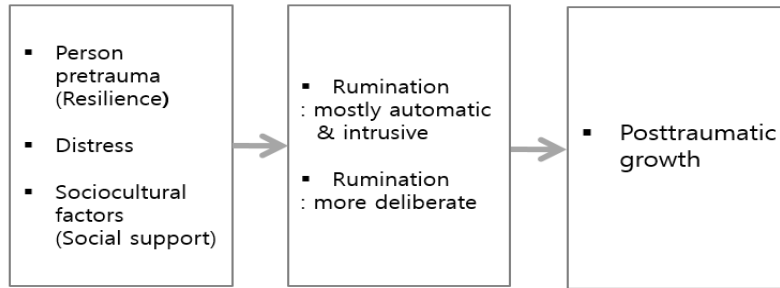 ▪ Person
pretrauma
(Resilience)
▪ Distress
▪ Sociocultural
factors
(Social support)
▪ Rumination
: mostly automatic
& intrusive
▪ Rumination
: more deliberate
▪ Posttraumatic
growth